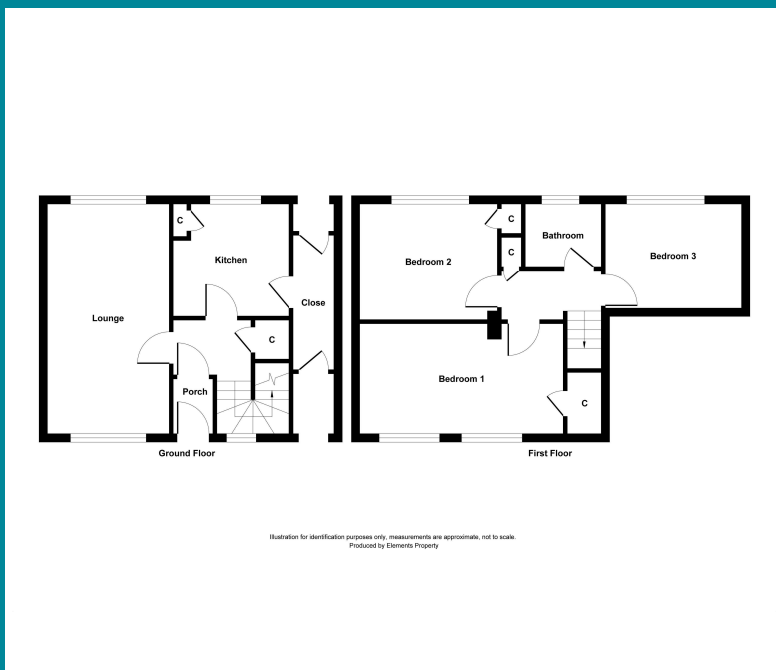 C
Kitchen
Lounge
Close
C
Porch
Ground Floor
C
Bathroom
C
Bedroom 2
Bedroom 3
Bedroom 1
C
First Floor
Illustration for identification purposes only, measurements are approximate, not to scale.
Produced by Elements Property